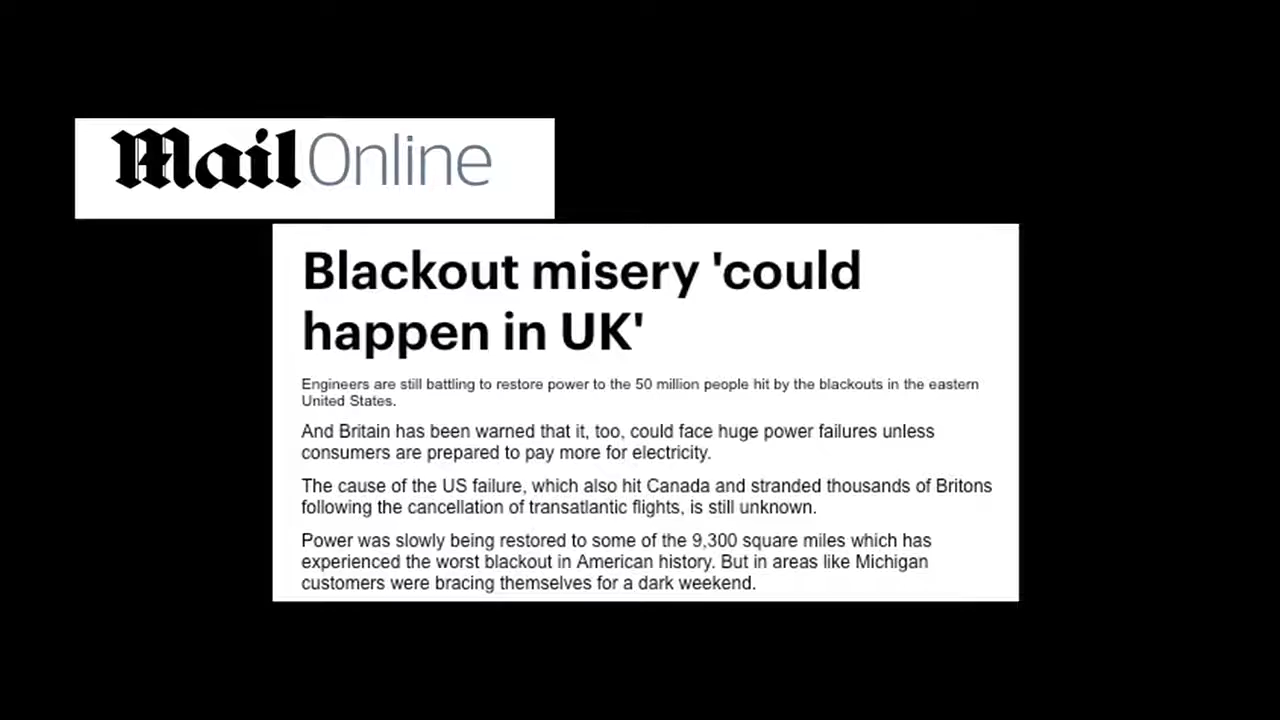 Mail Online
Blackout misery 'could
happen in UK'
Engineers are still battling to restore power to the 50 million people hit by the blackouts in the eastern
United States.
And Britain has been warned that it, too, could face huge power failures unless
consumers are prepared to pay more for electricity.
The cause of the US failure, which also hit Canada and stranded thousands of Britons
following the cancellation of transatlantic flights, is still unknown.
Power was slowly being restored to some of the 9,300 square miles which has
experienced the worst blackout in American history. But in areas like Michigan
customers were bracing themselves for a dark weekend.